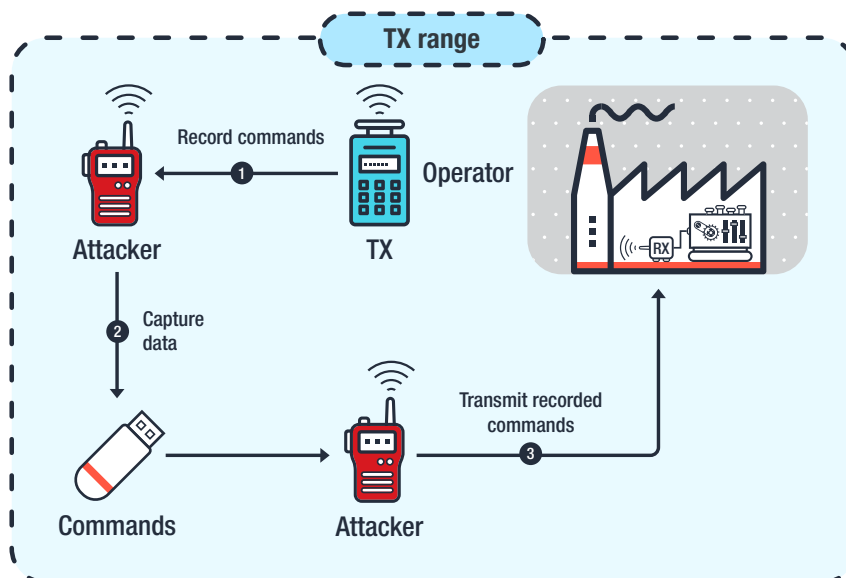 TX range
Record commands
1
Operator
Attacker
TX
RX
2
Capture
data
Transmit recorded
commands
3
Commands
Attacker